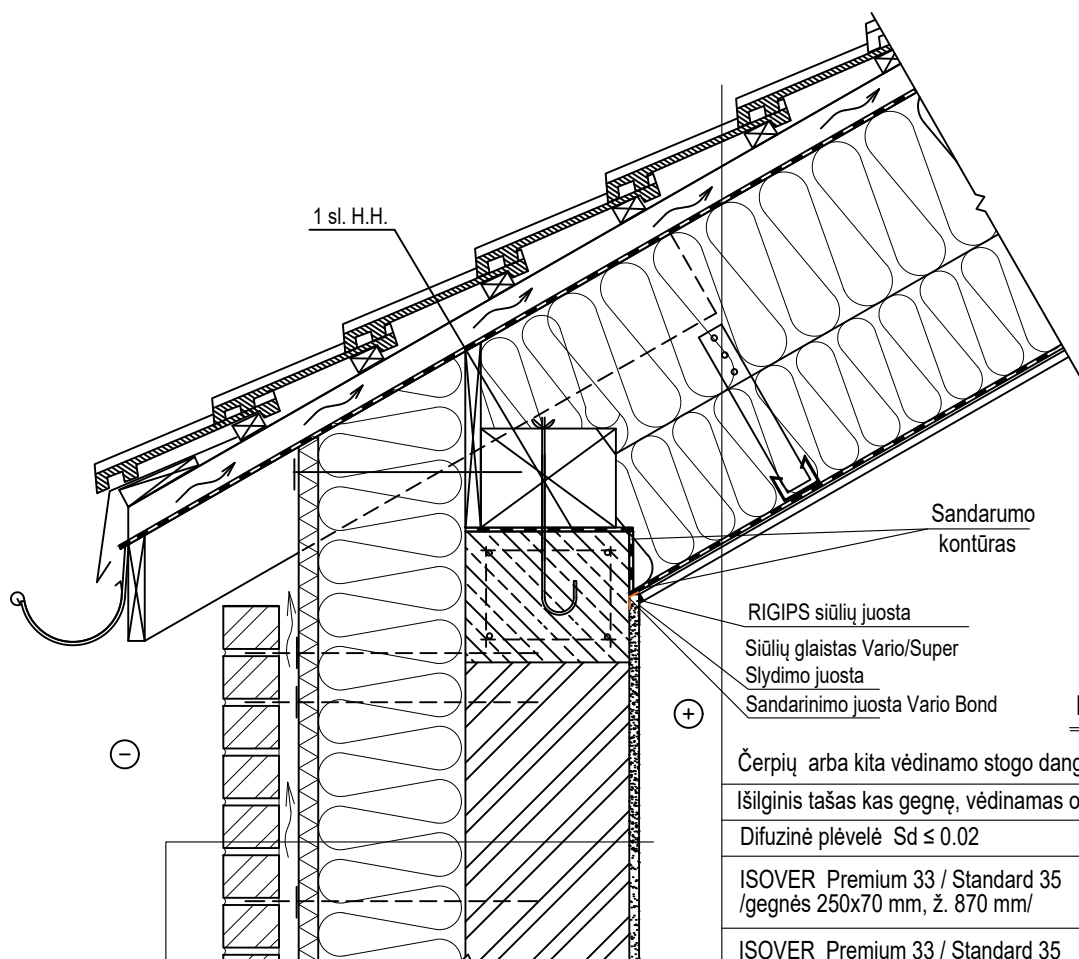 1 sl. H.H.
Sandarumo
kontūras
RIGIPS siūlių juosta
Siūlių glaistas Vario/Super
Slydimo juosta
Sandarinimo juosta Vario Bond
Čerpių arba kita vėdinamo stogo dang
Išilginis tašas kas gegnę, vėdinamas o
Difuzinė plėvelė Sd ≤ 0.02
ISOVER Premium 33 / Standard 35
/gegnės 250x70 mm, ž. 870 mm/
ISOVER Premium 33 / Standard 35